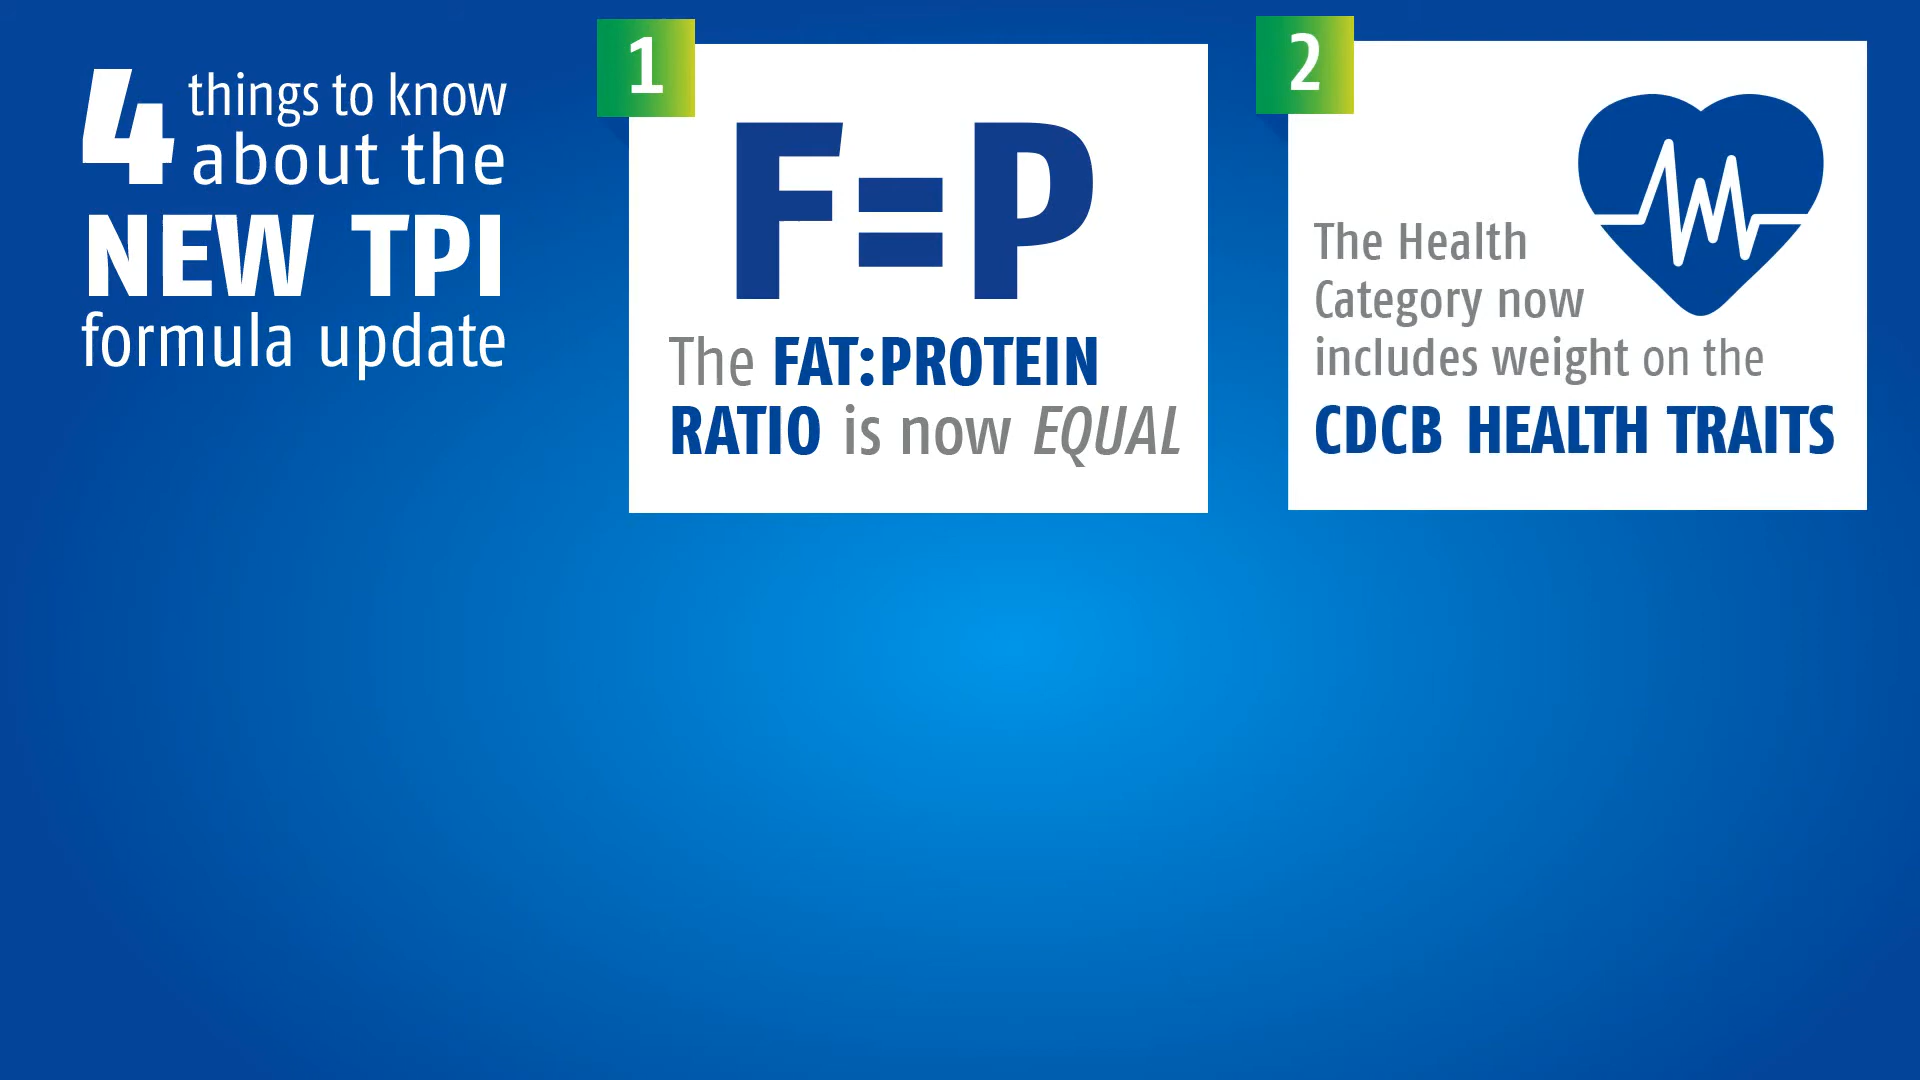 4 things to know
about the
NEW TPI
formula update
1
F=P
The FAT:PROTEIN
RATIO is now EQUAL
2
The Health
Category now
includes weight on the
CDCB HEALTH TRAITS